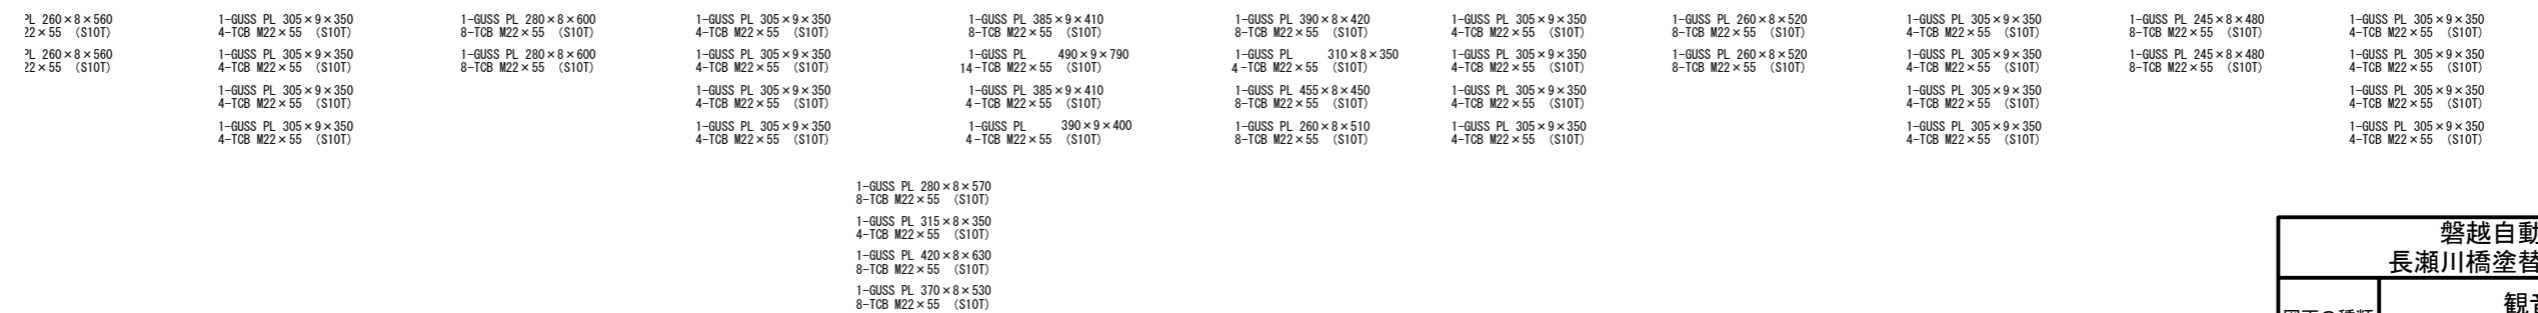 PL 260×8×560
22×55 (S10T)
PL 260×8×560
22×55 (S10T)
1-GUSS PL 305×9×350
4-TCB M22×55 (S10T)
1-GUSS PL 305×9×350
4-TCB M22×55 (S10T)
1-GUSS PL 305×9×350
4-TCB M22×55 (S10T)
1-GUSS PL 305×9×350
4-TCB M22×55 (S10T)
1-GUSS PL 280×8×600
8-TCB M22×55 (S10T)
1-GUSS PL 280×8×600
8-TCB M22×55 (S10T)
1-GUSS PL 305×9×350
4-TCB M22×55 (S10T)
1-GUSS PL 305×9×350
4-TCB M22×55 (S10T)
1-GUSS PL 305×9×350
4-TCB M22×55 (S10T)
1-GUSS PL 305×9×350
4-TCB M22×55 (S10T)
1-GUSS PL 385×9×410
8-TCB M22×55 (S10T)
1-GUSS PL 490×9×790
14-TCB M22×55 (S10T)
1-GUSS PL 385×9×410
4-TCB M22×55 (S10T)
1-GUSS PL 390×9×400
4-TCB M22×55 (S10T)
1-GUSS PL 390×8×420
8-TCB M22×55 (S10T)
1-GUSS PL 310×8×350
4-TCB M22×55 (S10T)
1-GUSS PL 455×8×450
8-TCB M22×55 (S10T)
1-GUSS PL 260×8×510
8-TCB M22×55 (S10T)
1-GUSS PL 305×9×350
4-TCB M22×55 (S10T)
1-GUSS PL 305×9×350
4-TCB M22×55 (S10T)
1-GUSS PL 305×9×350
4-TCB M22×55 (S10T)
1-GUSS PL 305×9×350
4-TCB M22×55 (S10T)
1-GUSS PL 260×8×520
8-TCB M22×55 (S10T)
1-GUSS PL 260×8×520
8-TCB M22×55 (S10T)
1-GUSS PL 305×9×350
4-TCB M22×55 (S10T)
1-GUSS PL 305×9×350
4-TCB M22×55 (S10T)
1-GUSS PL 305×9×350
4-TCB M22×55 (S10T)
1-GUSS PL 305×9×350
4-TCB M22×55 (S10T)
1-GUSS PL 245×8×480
8-TCB M22×55 (S10T)
1-GUSS PL 245×8×480
8-TCB M22×55 (S10T)
1-GUSS PL 305×9×350
4-TCB M22×55 (S10T)
1-GUSS PL 305×9×350
4-TCB M22×55 (S10T)
1-GUSS PL 305×9×350
4-TCB M22×55 (S10T)
1-GUSS PL 305×9×350
4-TCB M22×55 (S10T)
1-GUSS PL 280×8×570
8-TCB M22×55 (S10T)
1-GUSS PL 315×8×350
4-TCB M22×55 (S10T)
1-GUSS PL 420×8×630
8-TCB M22×55 (S10T)
1-GUSS PL 370×8×530
8-TCB M22×55 (S10T)
磐越自動
長瀬川橋塗替